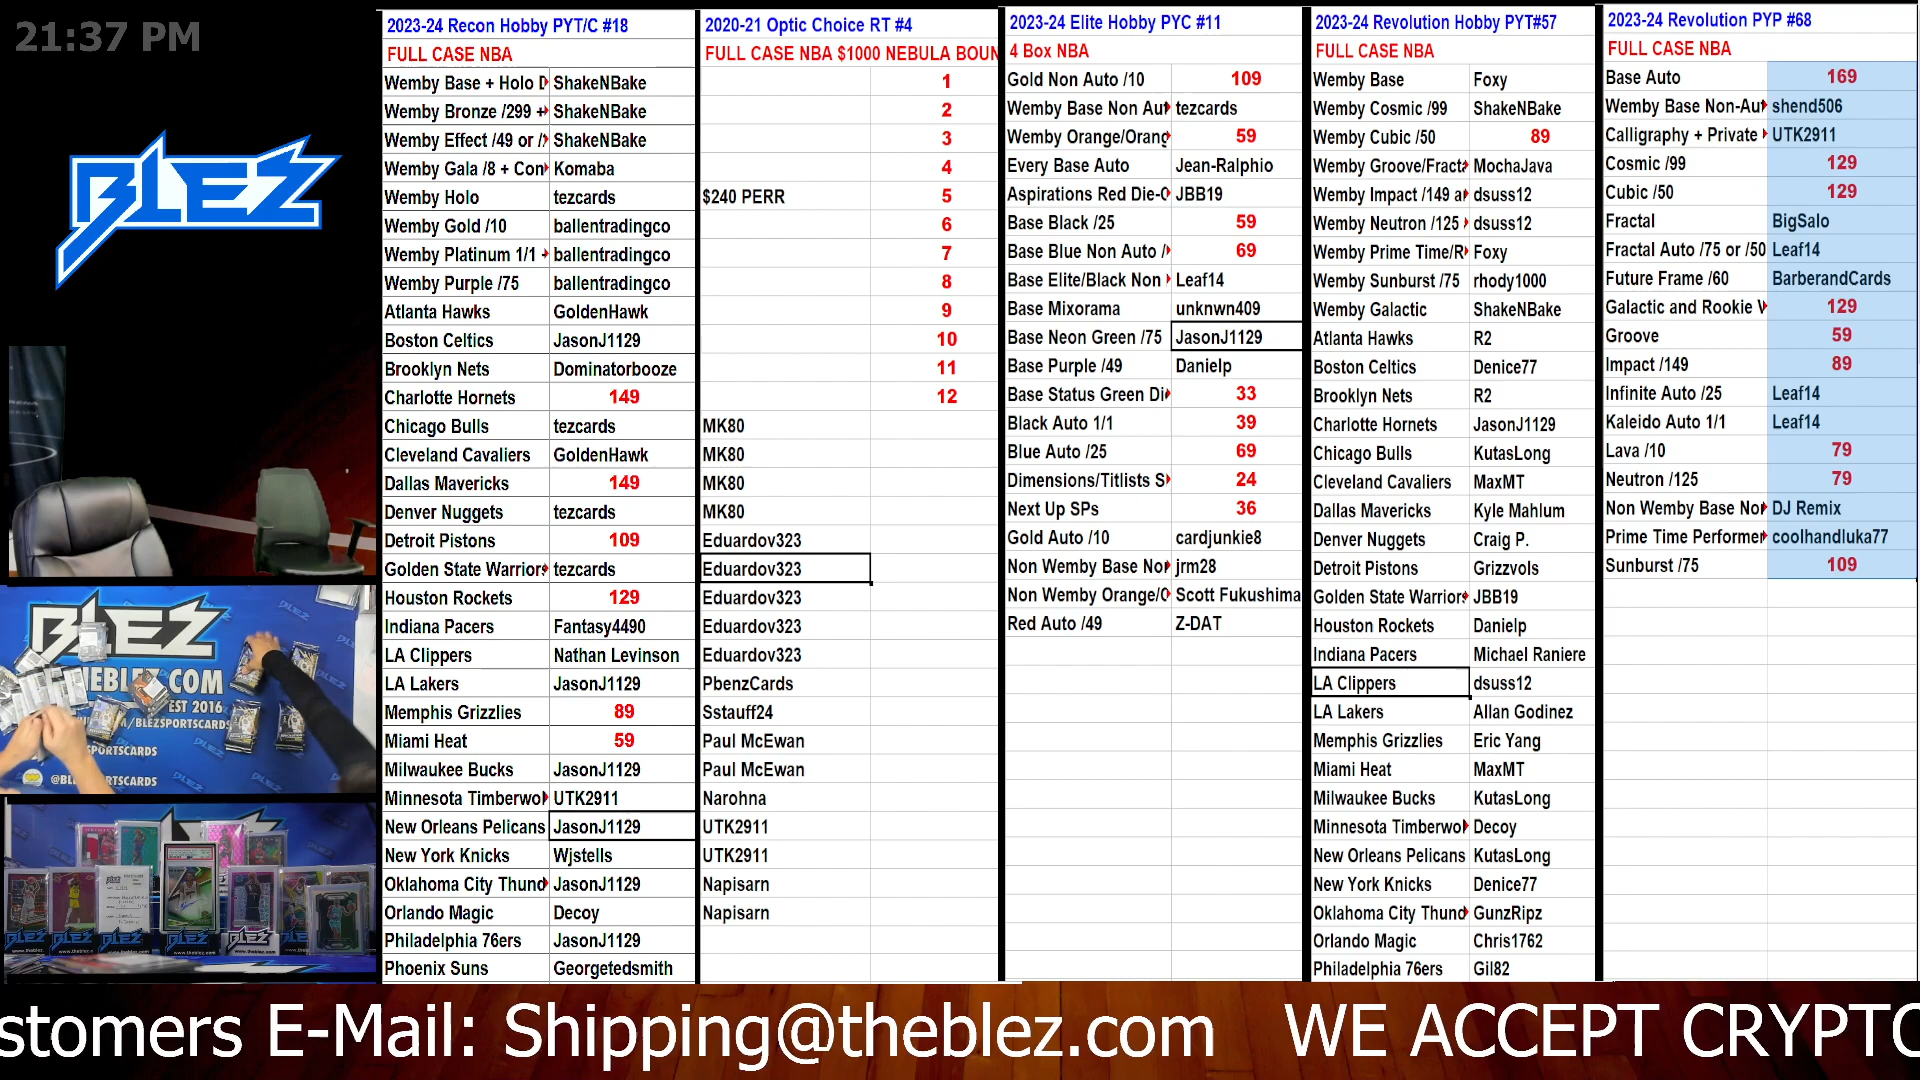 21:37 PM
BLEZ
2023-24 Recon Hobby PYT/C #18
FULL CASE NBA
Wemby Base + Holo D ShakeNBake
Wemby Bronze /299 + ShakeNBake
Wemby Effect /49 or / ShakeNBake
Wemby Gala /8 + Con Komaba
Wemby Holo tezcards
Wemby Gold /10 ballentradingco
Wemby Platinum 1/1 + ballentradingco
Wemby Purple /75 ballentradingco
Atlanta Hawks GoldenHawk
Boston Celtics JasonJ1129
Brooklyn Nets Dominatorbooze
Charlotte Hornets 149
Chicago Bulls tezcards
Cleveland Cavaliers GoldenHawk
Dallas Mavericks 149
Denver Nuggets tezcards
Detroit Pistons 109
Golden State Warriors tezcards
Houston Rockets 129
Indiana Pacers Fantasy4490
LA Clippers Nathan Levinson
LA Lakers JasonJ1129
Memphis Grizzlies 89
Miami Heat 59
Milwaukee Bucks JasonJ1129
Minnesota Timberwol UTK2911
New Orleans Pelicans JasonJ1129
New York Knicks Wjstells
Oklahoma City Thund JasonJ1129
Orlando Magic Decoy
Philadelphia 76ers JasonJ1129
Phoenix Suns Georgetedsmith
2020-21 Optic Choice RT #4
FULL CASE NBA $1000 NEBULA BOUN
1
2
3
4
$240 PERR 5
6
7
8
9
10
11
12
MK80
MK80
MK80
MK80
Eduardov323
Eduardov323
Eduardov323
Eduardov323
Eduardov323
PbenzCards
Sstauff24
Paul McEwan
Paul McEwan
Narohna
UTK2911
UTK2911
Napisarn
Napisarn
2023-24 Elite Hobby PYC #11
4 Box NBA
Gold Non Auto /10 109
Wemby Base Non Aut tezcards
Wemby Orange/Orang 59
Every Base Auto Jean-Ralphio
Aspirations Red Die-C JBB19
Base Black /25 59
Base Blue Non Auto / 69
Base Elite/Black Non Leaf14
Base Mixorama unknwn409
Base Neon Green /75 JasonJ1129
Base Purple /49 Danielp
Base Status Green Di 33
Black Auto 1/1 39
Blue Auto /25 69
Dimensions/Titlists S 24
Next Up SPs 36
Gold Auto /10 cardjunkie8
Non Wemby Base Nor jrm28
Non Wemby Orange/O Scott Fukushima
Red Auto /49 Z-DAT
2023-24 Revolution Hobby PYT#57
FULL CASE NBA
Wemby Base Foxy
Wemby Cosmic /99 ShakeNBake
Wemby Cubic /50 89
Wemby Groove/Fracta MochaJava
Wemby Impact /149 a dsuss12
Wemby Neutron /125 dsuss12
Wemby Prime Time/R Foxy
Wemby Sunburst /75 rhody1000
Wemby Galactic ShakeNBake
Atlanta Hawks R2
Boston Celtics Denice77
Brooklyn Nets R2
Charlotte Hornets JasonJ1129
Chicago Bulls KutasLong
Cleveland Cavaliers MaxMT
Dallas Mavericks Kyle Mahlum
Denver Nuggets Craig P.
Detroit Pistons Grizzvols
Golden State Warriors JBB19
Houston Rockets Danielp
Indiana Pacers Michael Raniere
LA Clippers dsuss12
LA Lakers Allan Godinez
Memphis Grizzlies Eric Yang
Miami Heat MaxMT
Milwaukee Bucks KutasLong
Minnesota Timberwol Decoy
New Orleans Pelicans KutasLong
New York Knicks Denice77
Oklahoma City Thund GunzRipz
Orlando Magic Chris1762
Philadelphia 76ers Gil82
2023-24 Revolution PYP #68
FULL CASE NBA
Base Auto 169
Wemby Base Non-Aut shend506
Calligraphy + Private UTK2911
Cosmic /99 129
Cubic /50 129
Fractal BigSalo
Fractal Auto /75 or /50 Leaf14
Future Frame /60 BarberandCards
Galactic and Rookie V 129
Groove 59
Impact /149 89
Infinite Auto /25 Leaf14
Kaleido Auto 1/1 Leaf14
Lava /10 79
Neutron /125 79
Non Wemby Base Nor DJ Remix
Prime Time Performer coolhandluka77
Sunburst /75 109
BLEZ
COM
EST 2016
/BLEZSPORTSCARDS
SPORTSCARDS
stomers E-Mail: Shipping@theblez.com WE ACCEPT CRYPTO